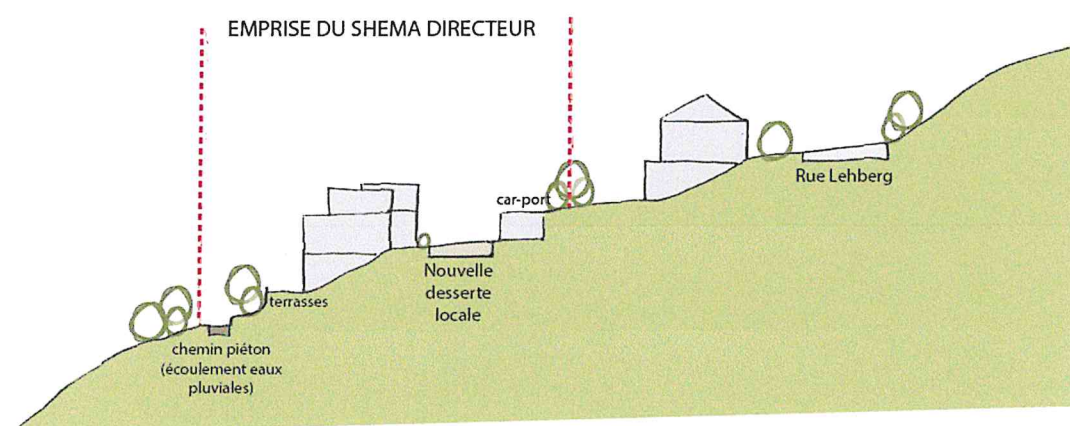 EMPRISE DU SHEMA DIRECTEUR
Rue Lehberg
car-port
Nouvelle
desserte
locale
terrasses
chemin piéton
(écoulement eaux
pluviales)